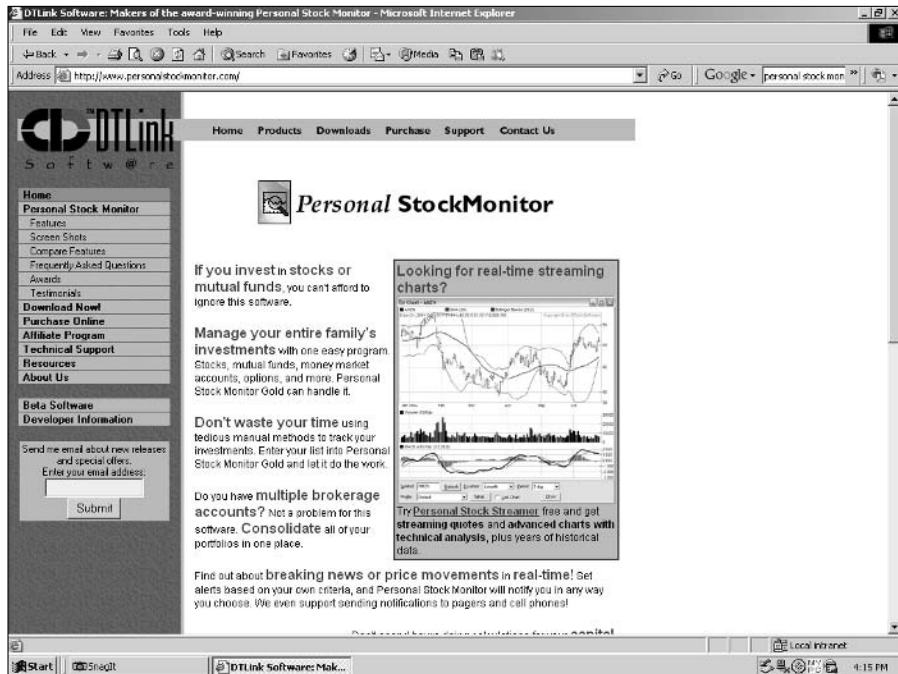 DTLink Software: Makers of the award-winning Personal Stock Monitor - Microsoft Internet Explorer
File Edit View Favorites Tools Help
Back Search Favorites Media
Address http://www.personalstockmonitor.com/ Go Google personal stock mon »
DTLink
Softw@re
Home Products Downloads Purchase Support Contact Us
Personal StockMonitor
Home
Personal Stock Monitor
Features
Screen Shots
Compare Features
Frequently Asked Questions
Awards
Testimonials
Download Now!
Purchase Online
Affiliate Program
Technical Support
Resources
About Us
Beta Software
Developer Information
Send me email about new releases
and special offers.
Enter your email address:
Submit
If you invest in stocks or
mutual funds, you can't afford to
ignore this software.
Manage your entire family's
investments with one easy program.
Stocks, mutual funds, money market
accounts, options, and more. Personal
Stock Monitor Gold can handle it.
Don't waste your time using
tedious manual methods to track your
investments. Enter your list into Personal
Stock Monitor Gold and let it do the work.
Do you have multiple brokerage
accounts? Not a problem for this
software. Consolidate all of your
portfolios in one place.
Looking for real-time streaming
charts?
Try Personal Stock Streamer free and get
streaming quotes and advanced charts with
technical analysis, plus years of historical
data.
Find out about breaking news or price movements in real-time! Set
alerts based on your own criteria, and Personal Stock Monitor will notify you in any way
you choose. We even support sending notifications to pagers and cell phones!
Don't spend hours doing calculations for your capital
Local intranet
Start SnagIt DTLink Software: Mak... 4:15 PM